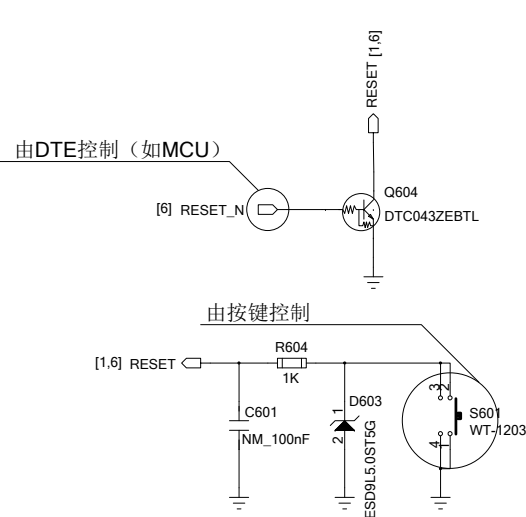 RESET [1,6]
由DTE控制（如MCU）
Q604
[6] RESET_N
DTC043ZEBTL
由按键控制
R604
[1,6] RESET
1K
D603
C601
NM_100nF
1
2
ESD9L5.0ST5G
3
2
S601
WT-1203
4
1